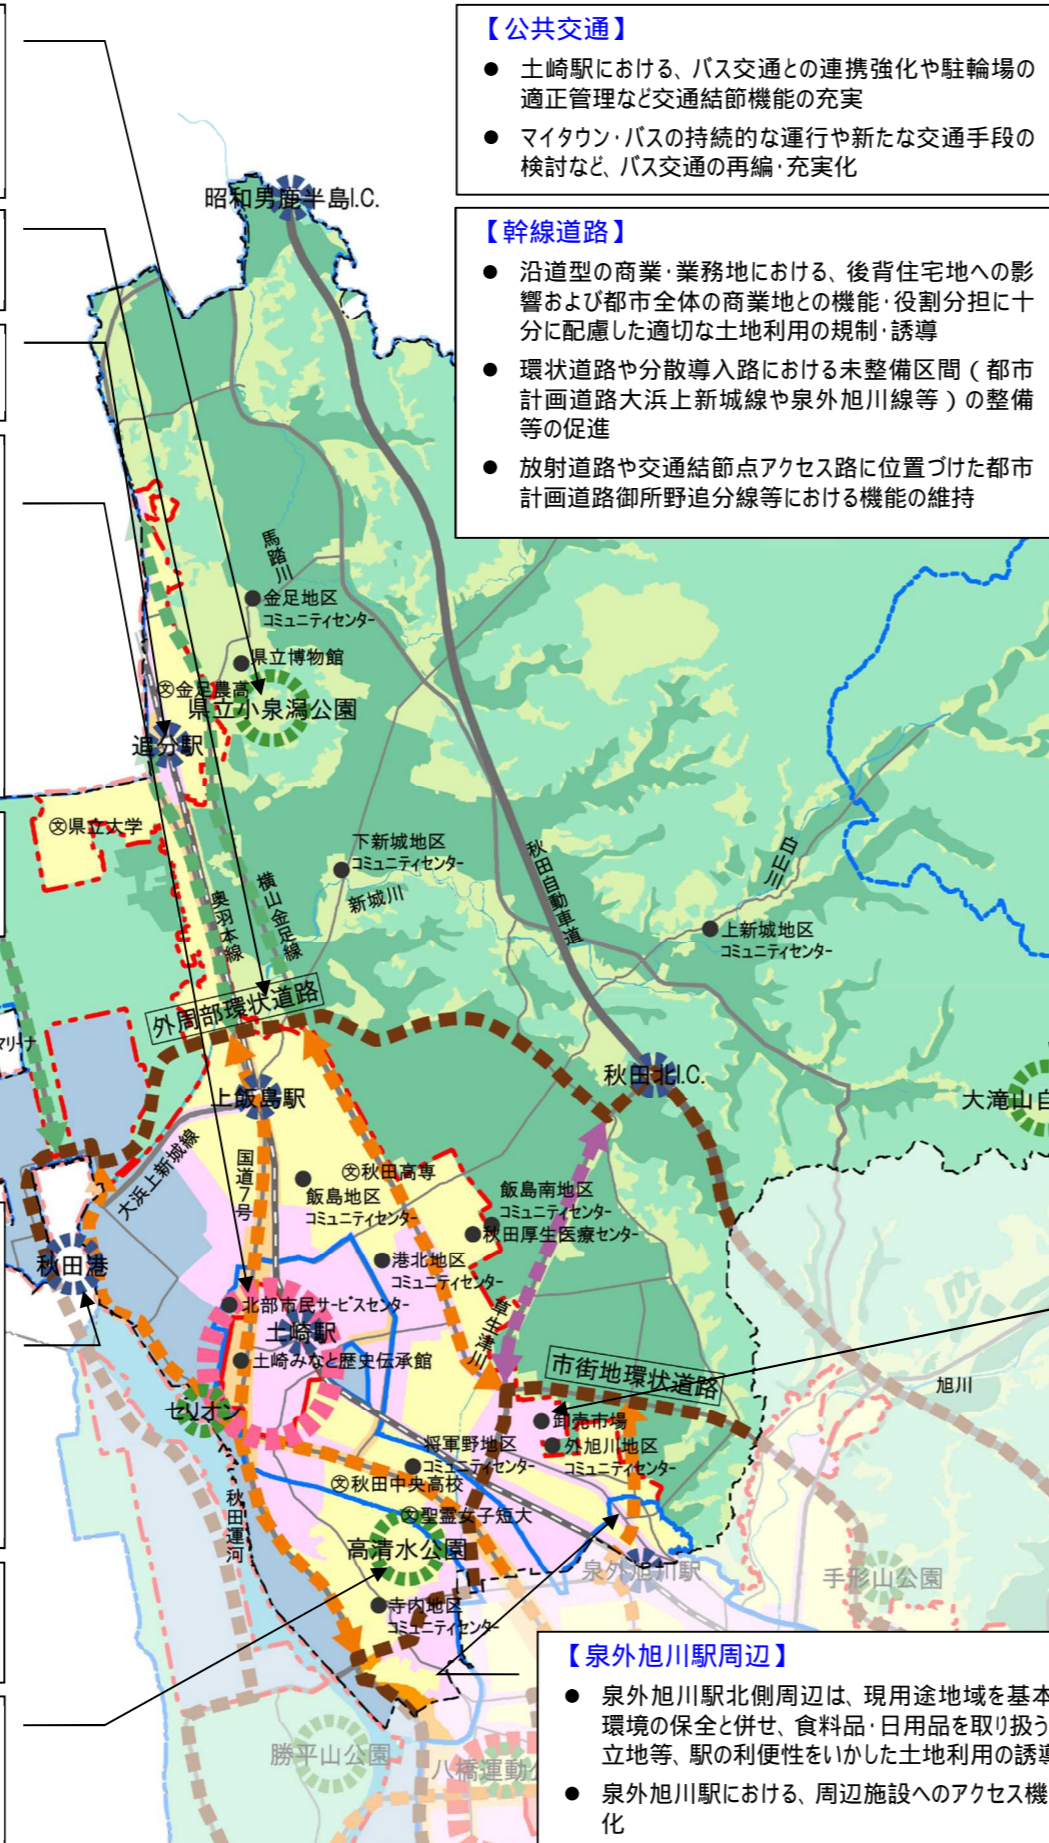 【公共交通】
● 土崎駅における、バス交通との連携強化や駐輪場の
適正管理など交通結節機能の充実
● マイタウン・バスの持続的な運行や新たな交通手段の
検討など、バス交通の再編・充実化
【幹線道路】
● 沿道型の商業・業務地における、後背住宅地への影
響および都市全体の商業地との機能・役割分担に十
分に配慮した適切な土地利用の規制・誘導
● 環状道路や分散導入路における未整備区間（都市
計画道路大浜上新城線や泉外旭川線等）の整備
等の促進
● 放射道路や交通結節点アクセス路に位置づけた都市
計画道路御所野追分線等における機能の維持
昭和男鹿半島I.C.
馬踏川
金足地区
コミュニティセンター
県立博物館
文金足農高
県立小泉潟公園
追分駅
文県立大学
下新城地区
コミュニティセンター
新城川
秋田自動車道
白山川
上新城地区
コミュニティセンター
奥羽本線
横山金足線
外周部環状道路
マリーナ
上飯島駅
秋田北I.C.
大滝山自
大浜上新城線
国道7号
文秋田高専
飯島地区
コミュニティセンター
飯島南地区
コミュニティセンター
秋田厚生医療センター
秋田港
港北地区
コミュニティセンター
北部市民サービスセンター
土崎駅
草生津川
土崎みなと歴史伝承館
市街地環状道路
旭川
セリオン
卸売市場
外旭川地区
コミュニティセンター
将軍野地区
コミュニティセンター
文秋田中央高校
秋田運河
文聖霊女子短大
高清水公園
泉外旭川駅
手形山公園
寺内地区
コミュニティセンター
勝平山公園
八橋運動公
【泉外旭川駅周辺】
● 泉外旭川駅北側周辺は、現用途地域を基本
環境の保全と併せ、食料品・日用品を取り扱う
立地等、駅の利便性をいかした土地利用の誘導
● 泉外旭川駅における、周辺施設へのアクセス機
化